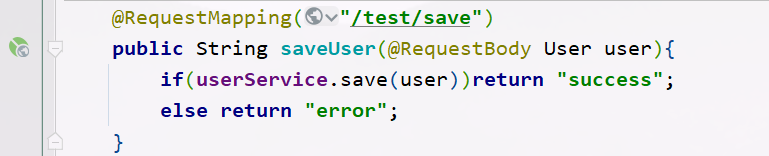 @RequestMapping("/test/save")
public String saveUser(@RequestBody User user){
if(userService.save(user))return "success";
else return "error";
}